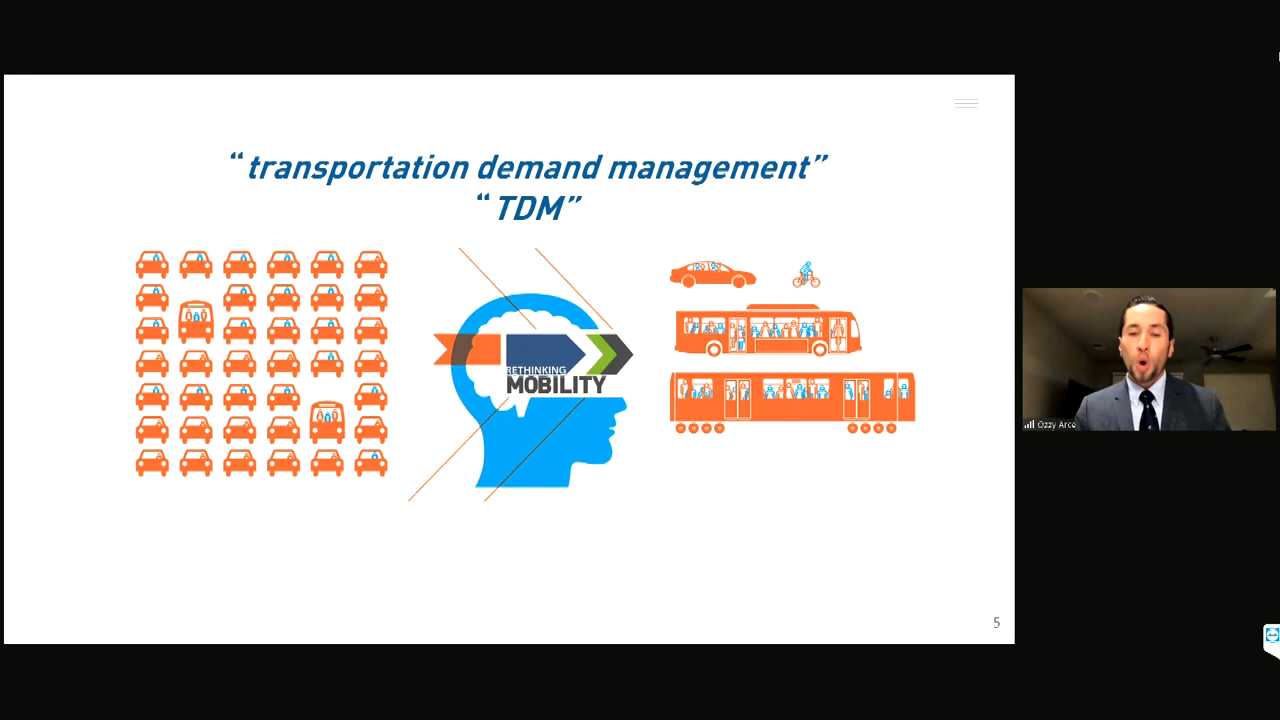 “transportation demand management”
“TDM”
RETHINKING
MOBILITY
Ozzy Arce
5